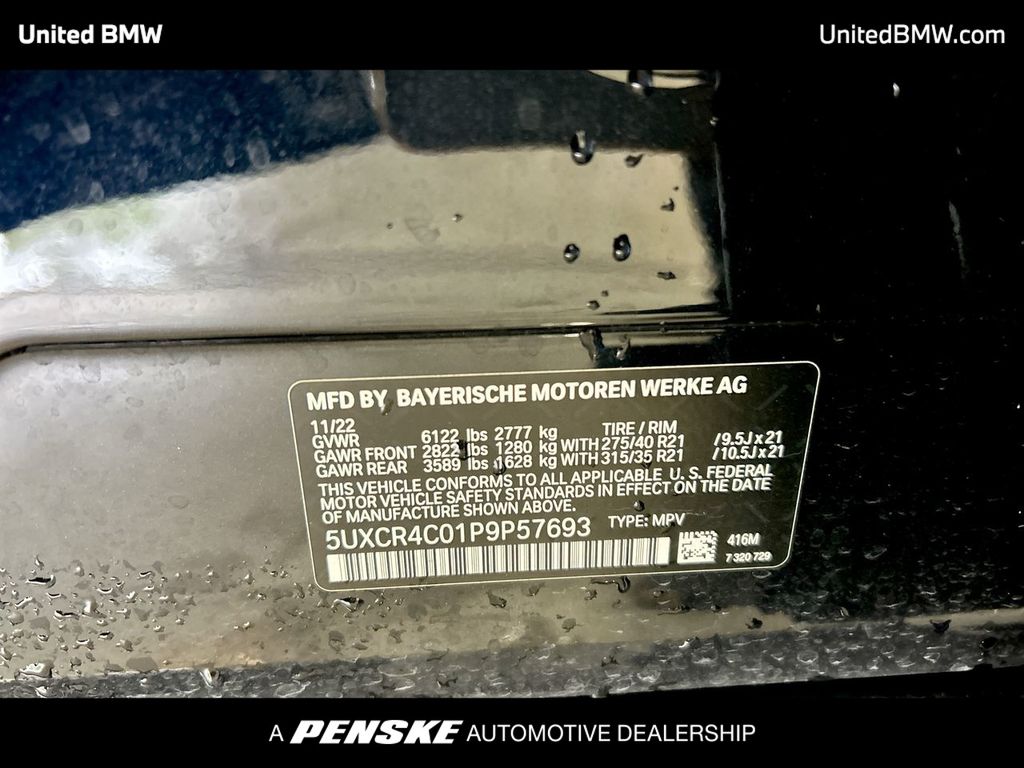 United BMW
UnitedBMW.com
MFD BY BAYERISCHE MOTOREN WERKE AG
11/22 TIRE / RIM
GVWR 6122 lbs 2777 kg
GAWR FRONT 2822 lbs 1280 kg WITH 275/40 R21 /9.5J x 21
GAWR REAR 3589 lbs 1628 kg WITH 315/35 R21 /10.5J x 21
THIS VEHICLE CONFORMS TO ALL APPLICABLE U.S. FEDERAL
MOTOR VEHICLE SAFETY STANDARDS IN EFFECT ON THE DATE
OF MANUFACTURE SHOWN ABOVE.
5UXCR4C01P9P57693 TYPE: MPV
416M
7 320 729
A PENSKE AUTOMOTIVE DEALERSHIP